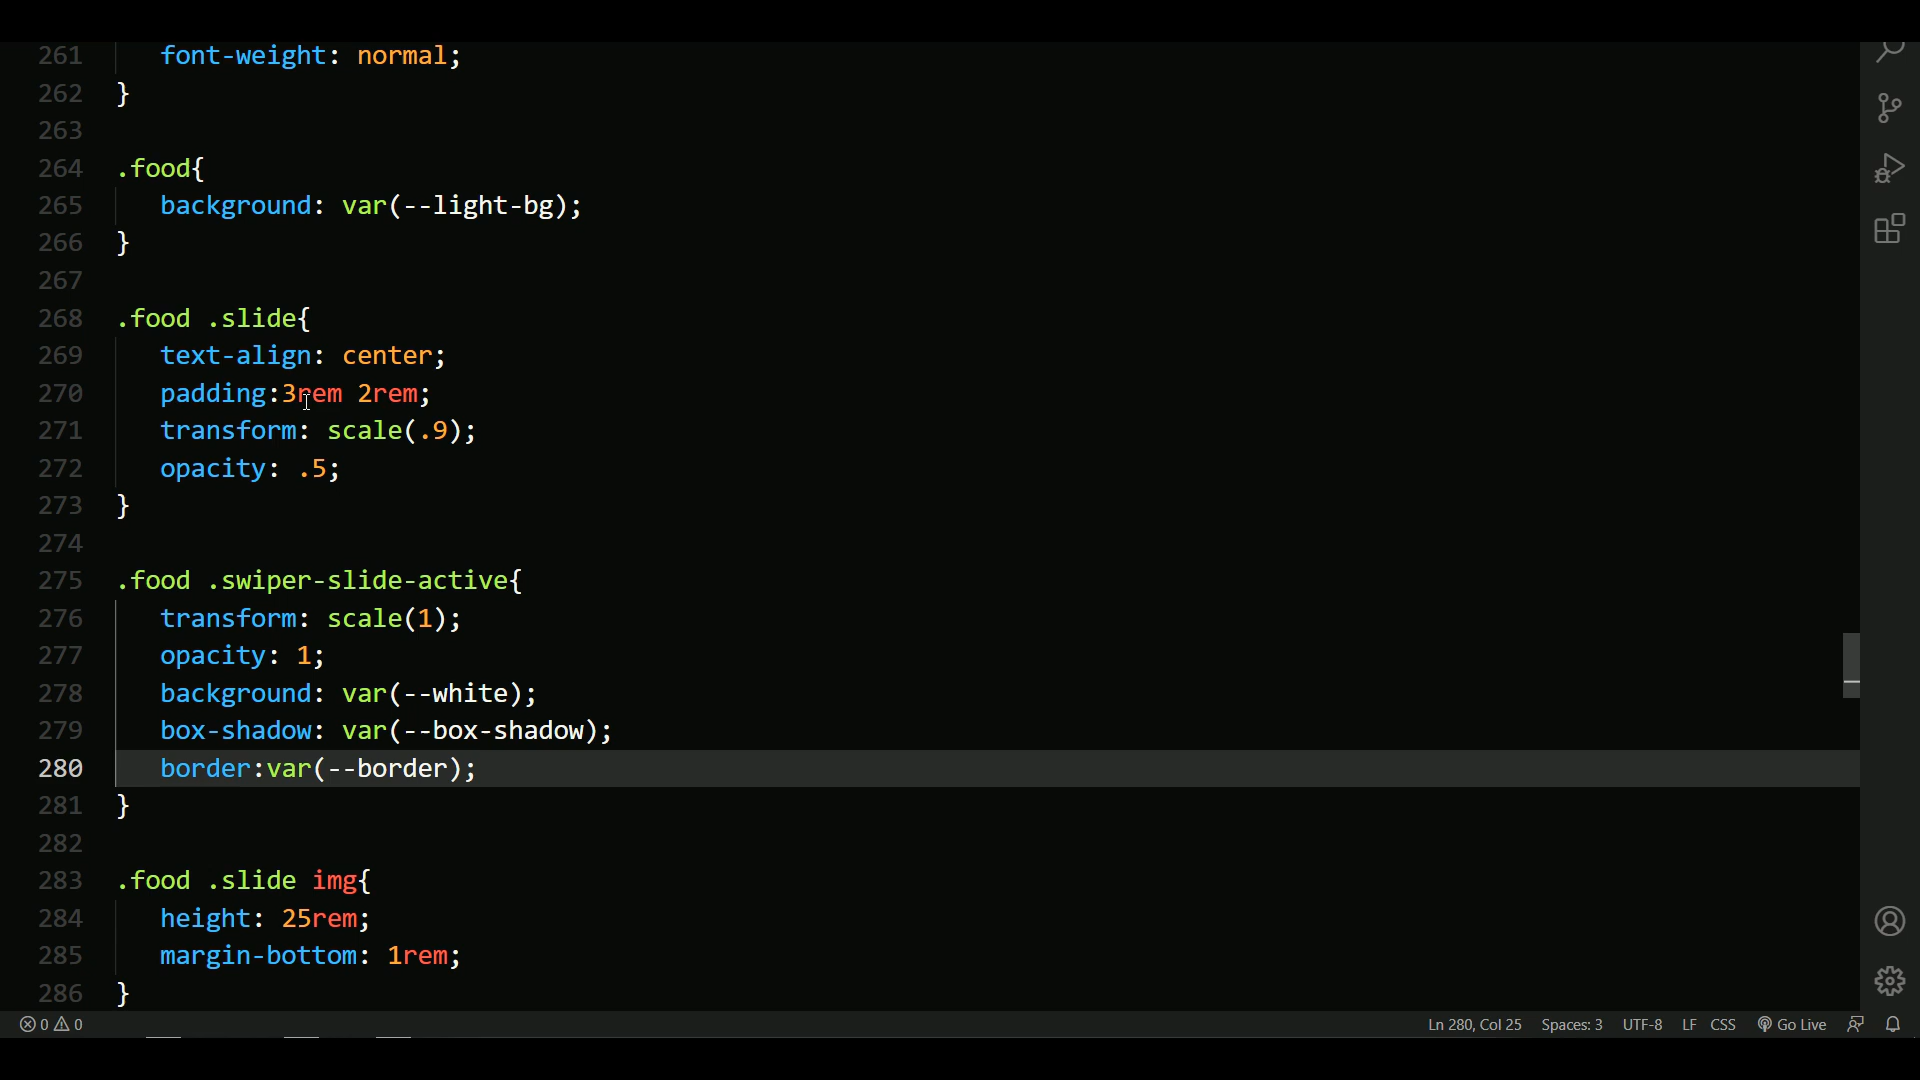 261 font-weight: normal;
262 }
263
264 .food{
265 background: var(--light-bg);
266 }
267
268 .food .slide{
269 text-align: center;
270 padding:3rem 2rem;
271 transform: scale(.9);
272 opacity: .5;
273 }
274
275 .food .swiper-slide-active{
276 transform: scale(1);
277 opacity: 1;
278 background: var(--white);
279 box-shadow: var(--box-shadow);
280 border:var(--border);
281 }
282
283 .food .slide img{
284 height: 25rem;
285 margin-bottom: 1rem;
286 }
0 0 Ln 280, Col 25 Spaces: 3 UTF-8 LF CSS Go Live